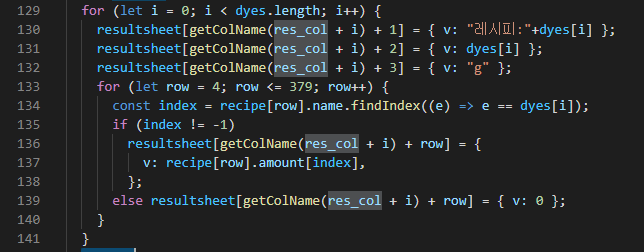 129 for (let i = 0; i < dyes.length; i++) {
130 resultsheet[getColName(res_col + i) + 1] = { v: "레시피:"+dyes[i] };
131 resultsheet[getColName(res_col + i) + 2] = { v: dyes[i] };
132 resultsheet[getColName(res_col + i) + 3] = { v: "g" };
133 for (let row = 4; row <= 379; row++) {
134 const index = recipe[row].name.findIndex((e) => e == dyes[i]);
135 if (index != -1)
136 resultsheet[getColName(res_col + i) + row] = {
137 v: recipe[row].amount[index],
138 };
139 else resultsheet[getColName(res_col + i) + row] = { v: 0 };
140 }
141 }